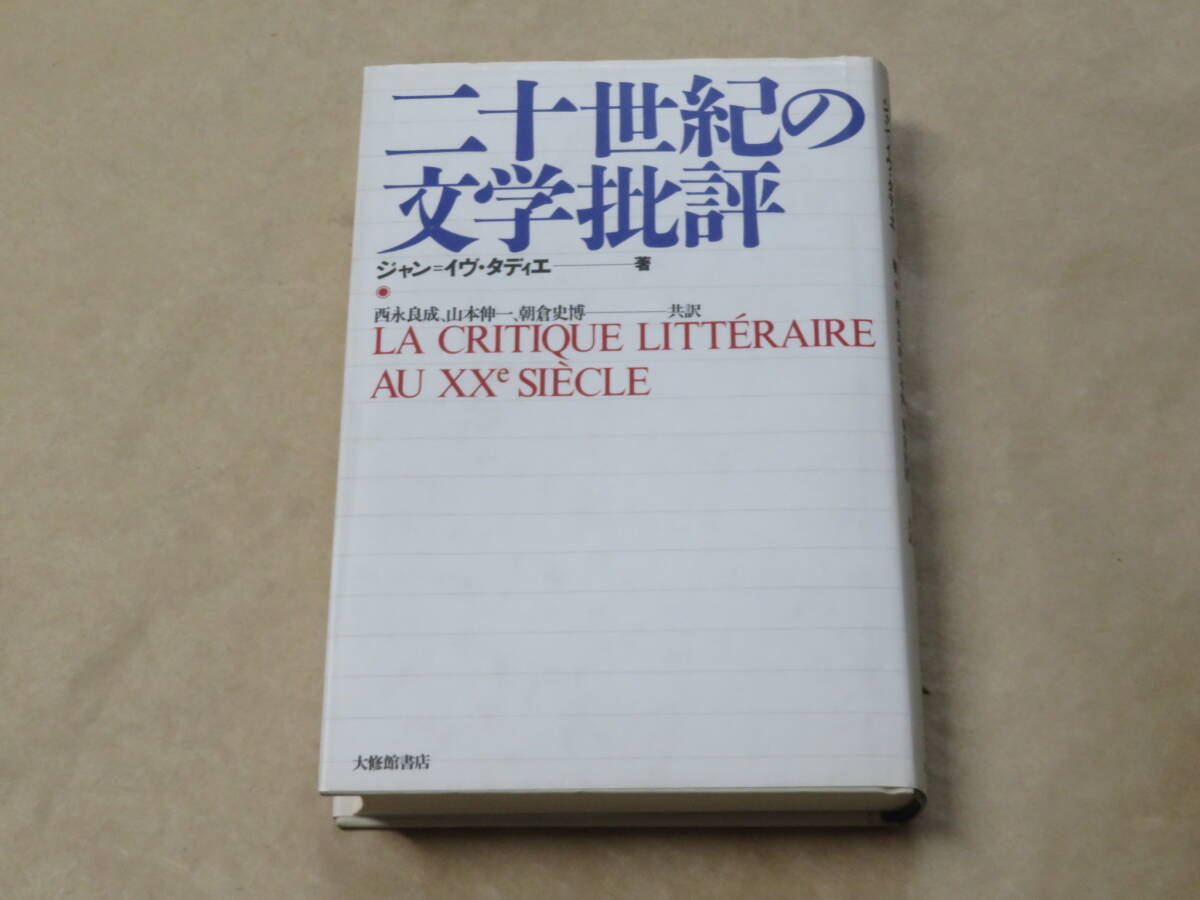 二十世紀の
文学批評
ジャン=イヴ・タディエ――著
西永良成、山本伸一、朝倉史博――共訳
LA CRITIQUE LITTÉRAIRE
AU XXe SIÈCLE
大修館書店